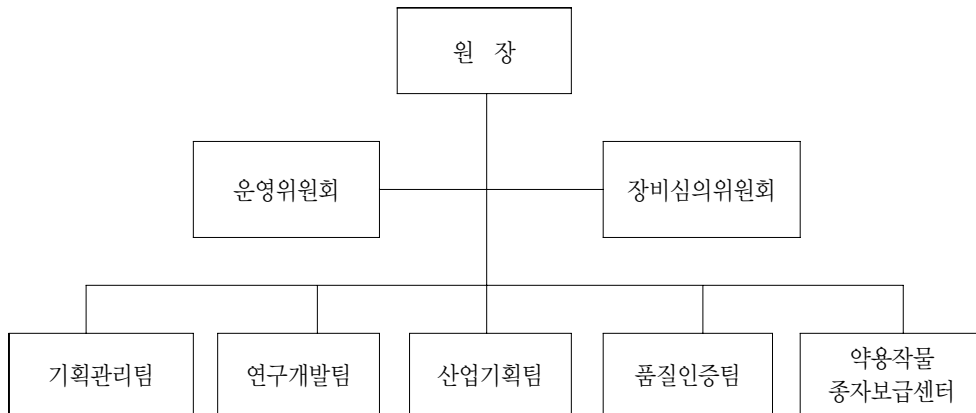 원 장
운영위원회
장비심의위원회
기획관리팀
연구개발팀
산업기획팀
품질인증팀
약용작물
종자보급센터